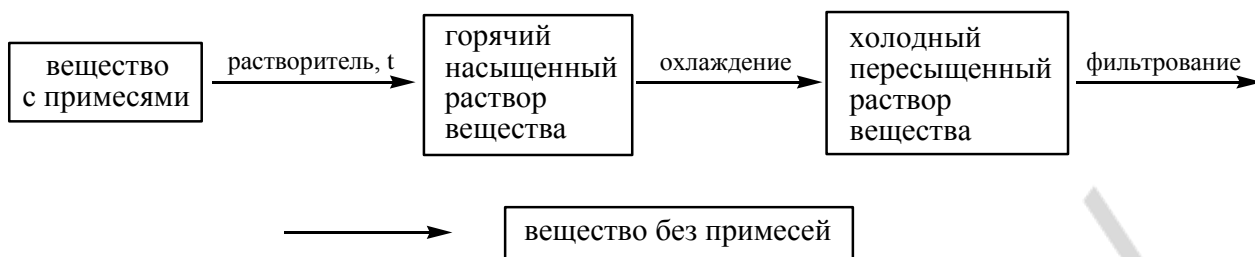 вещество
с примесями
растворитель, t
горячий
насыщенный
раствор
вещества
охлаждение
холодный
пересыщенный
раствор
вещества
фильтрование
вещество без примесей